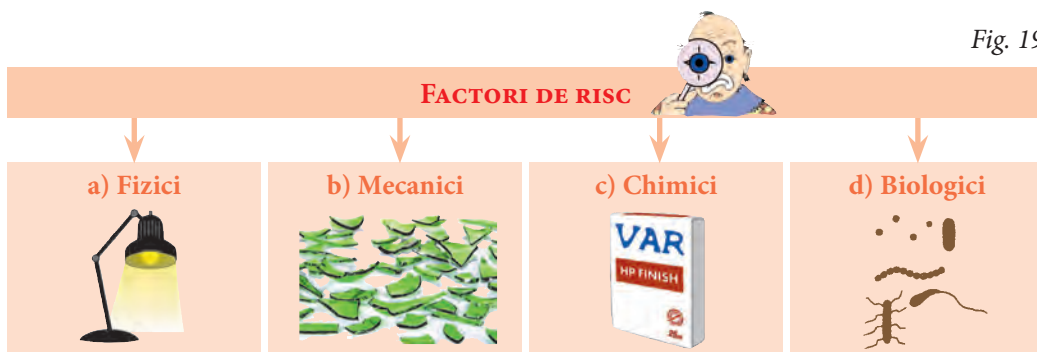 Fig. 19
FACTORI DE RISC
a) Fizici
b) Mecanici
c) Chimici
d) Biologici
VAR
HP FINISH